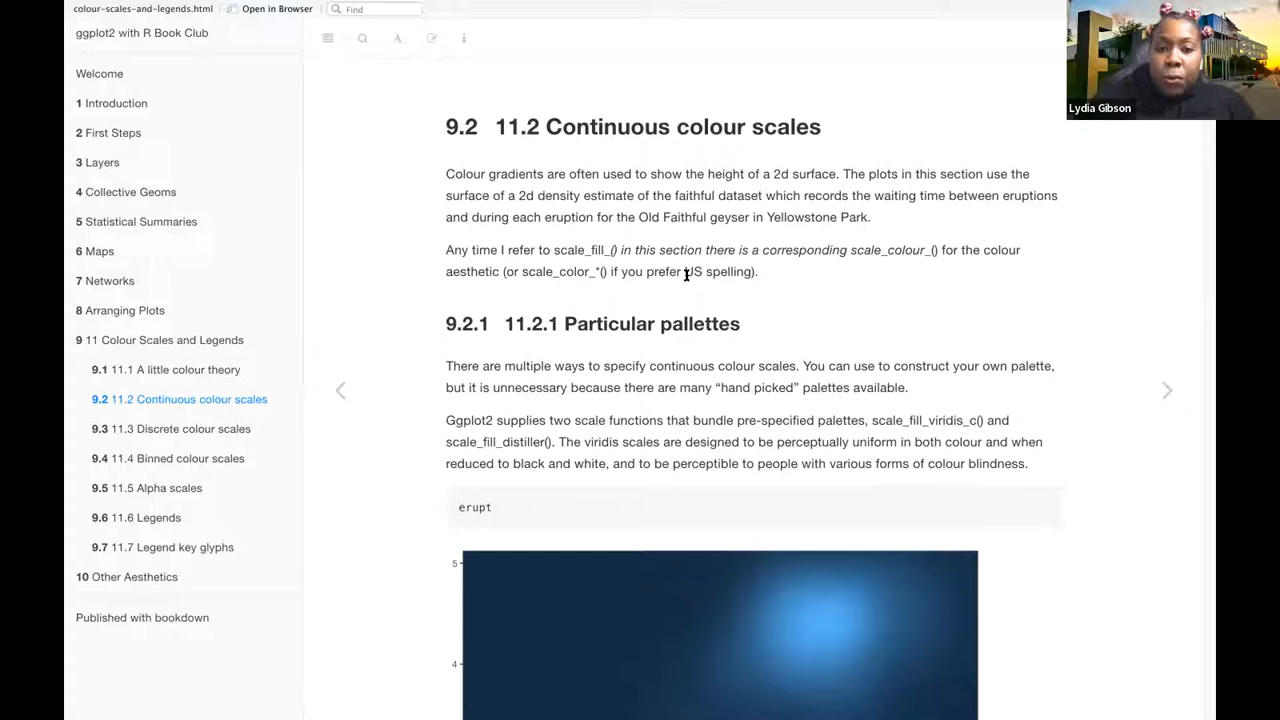 colour-scales-and-legends.html
Open in Browser
Find
ggplot2 with R Book Club
Welcome
1 Introduction
2 First Steps
3 Layers
4 Collective Geoms
5 Statistical Summaries
6 Maps
7 Networks
8 Arranging Plots
9 11 Colour Scales and Legends
9.1 11.1 A little colour theory
9.2 11.2 Continuous colour scales
9.3 11.3 Discrete colour scales
9.4 11.4 Binned colour scales
9.5 11.5 Alpha scales
9.6 11.6 Legends
9.7 11.7 Legend key glyphs
10 Other Aesthetics
Published with bookdown
9.2 11.2 Continuous colour scales
Colour gradients are often used to show the height of a 2d surface. The plots in this section use the
surface of a 2d density estimate of the faithful dataset which records the waiting time between eruptions
and during each eruption for the Old Faithful geyser in Yellowstone Park.
Any time I refer to scale_fill_() in this section there is a corresponding scale_colour_() for the colour
aesthetic (or scale_color_*() if you prefer US spelling).
9.2.1 11.2.1 Particular pallettes
There are multiple ways to specify continuous colour scales. You can use to construct your own palette,
but it is unnecessary because there are many “hand picked” palettes available.
Ggplot2 supplies two scale functions that bundle pre-specified palettes, scale_fill_viridis_c() and
scale_fill_distiller(). The viridis scales are designed to be perceptually uniform in both colour and when
reduced to black and white, and to be perceptible to people with various forms of colour blindness.
erupt
5
4
Lydia Gibson